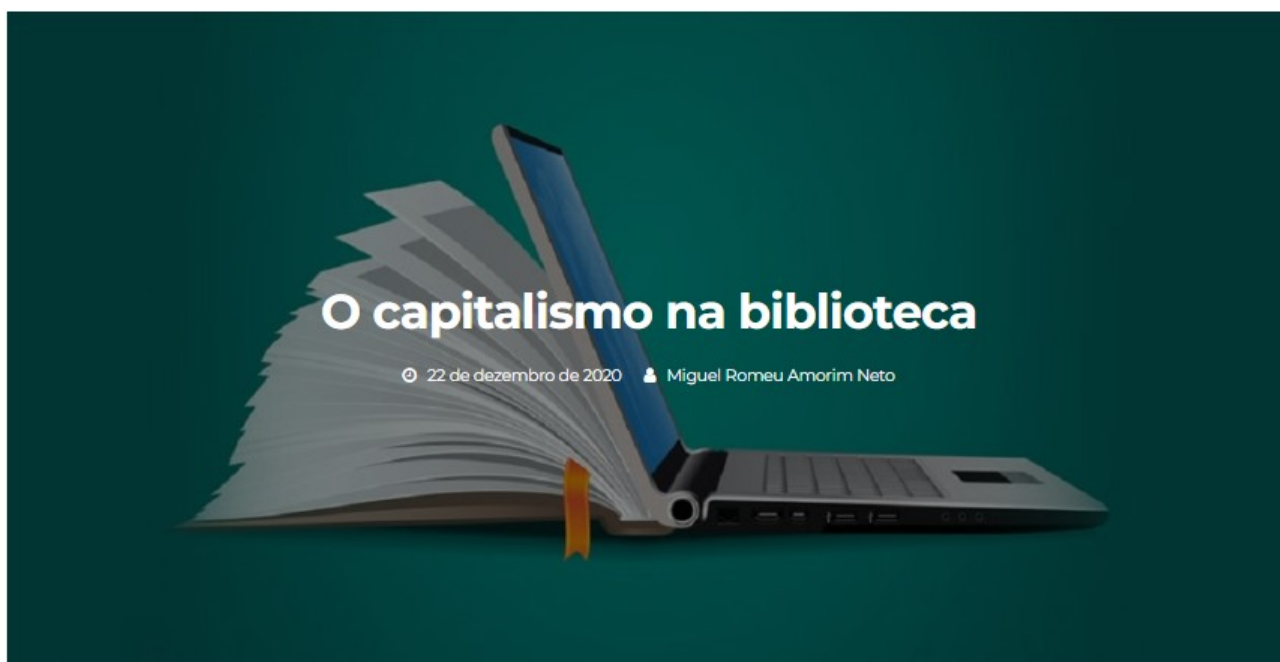 O capitalismo na biblioteca
22 de dezembro de 2020 Miguel Romeu Amorim Neto